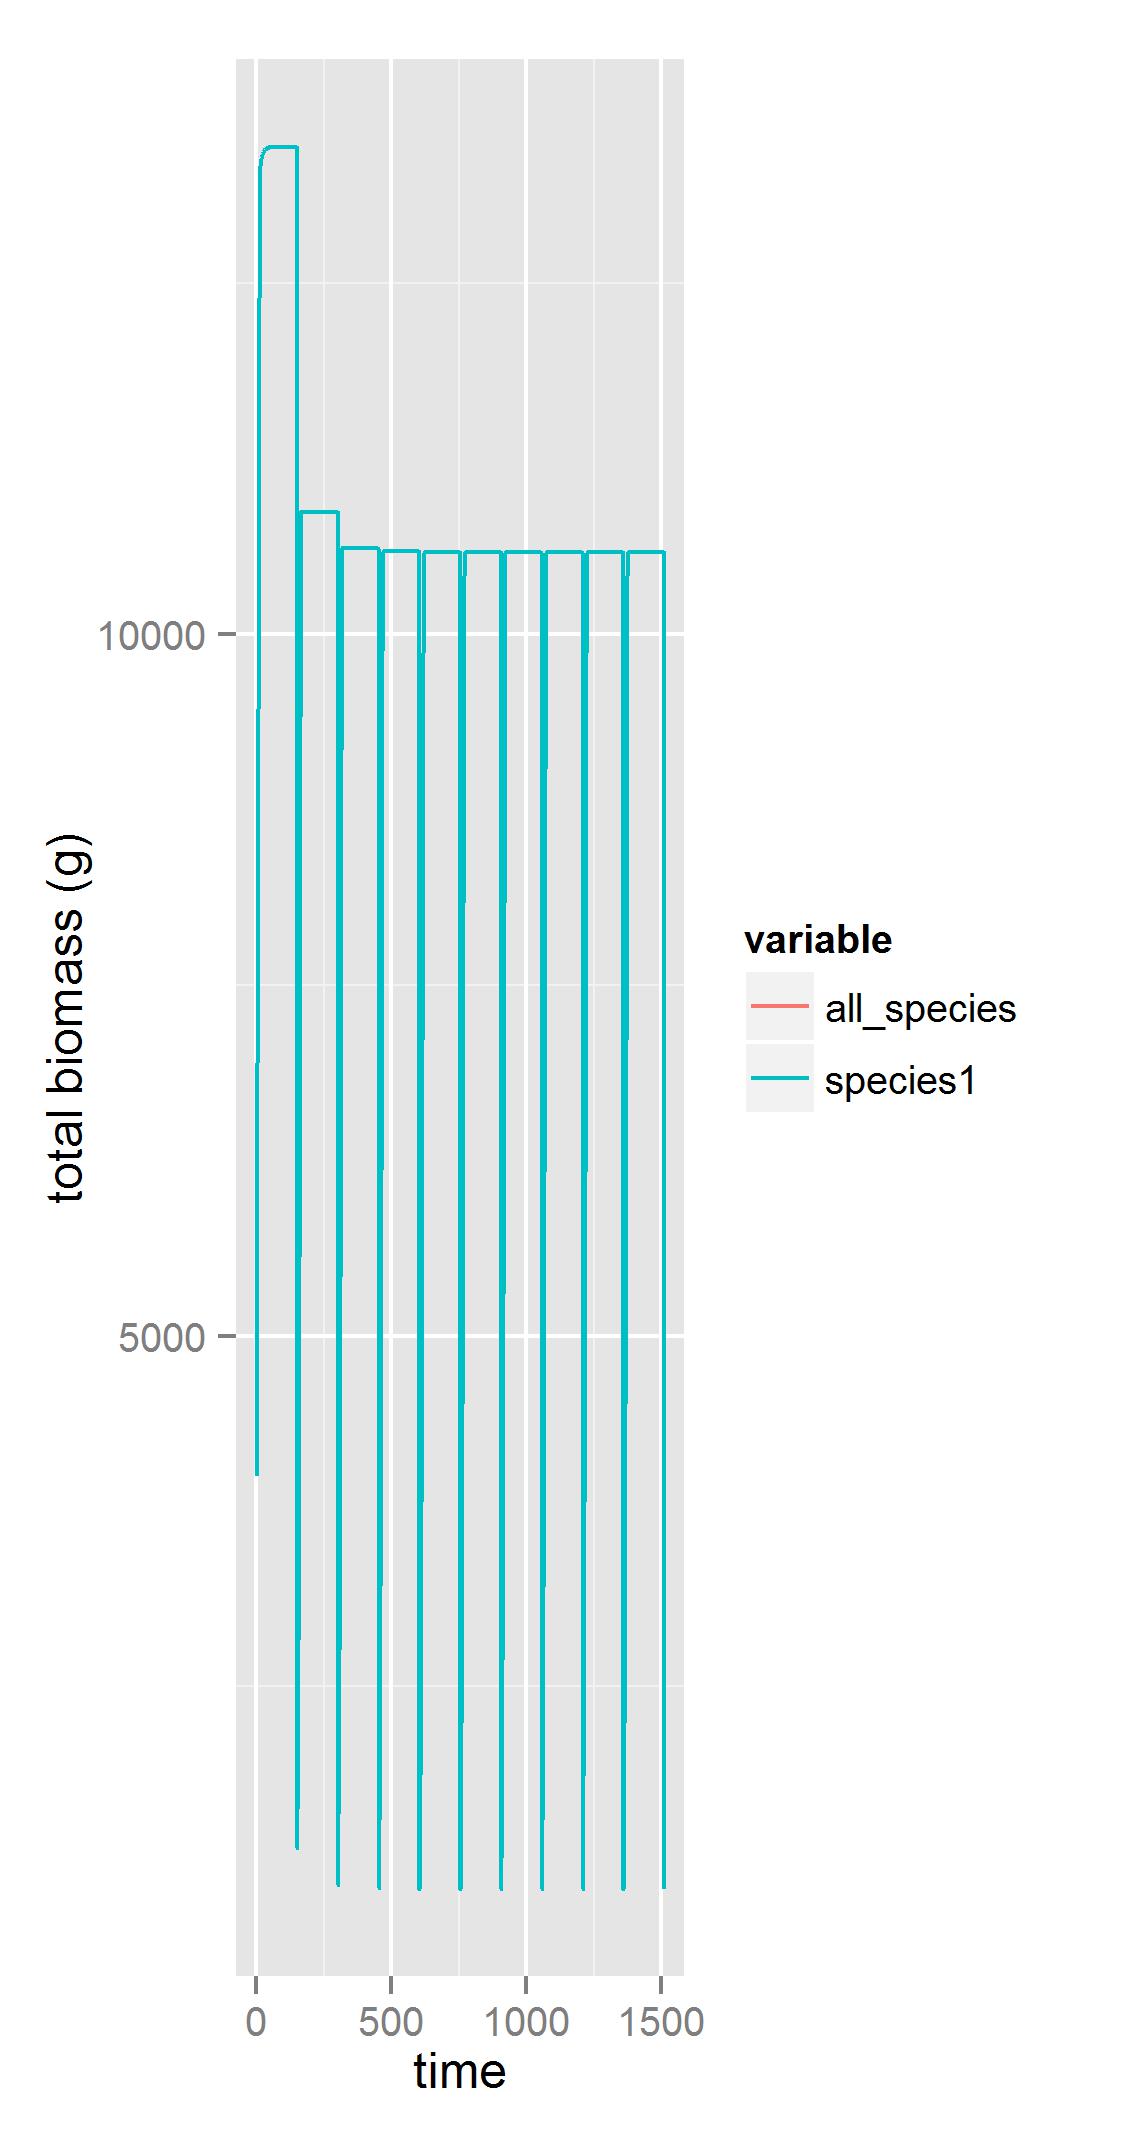 total biomass (g)
10000
5000
0 500 1000 1500
time
variable
all_species
species1